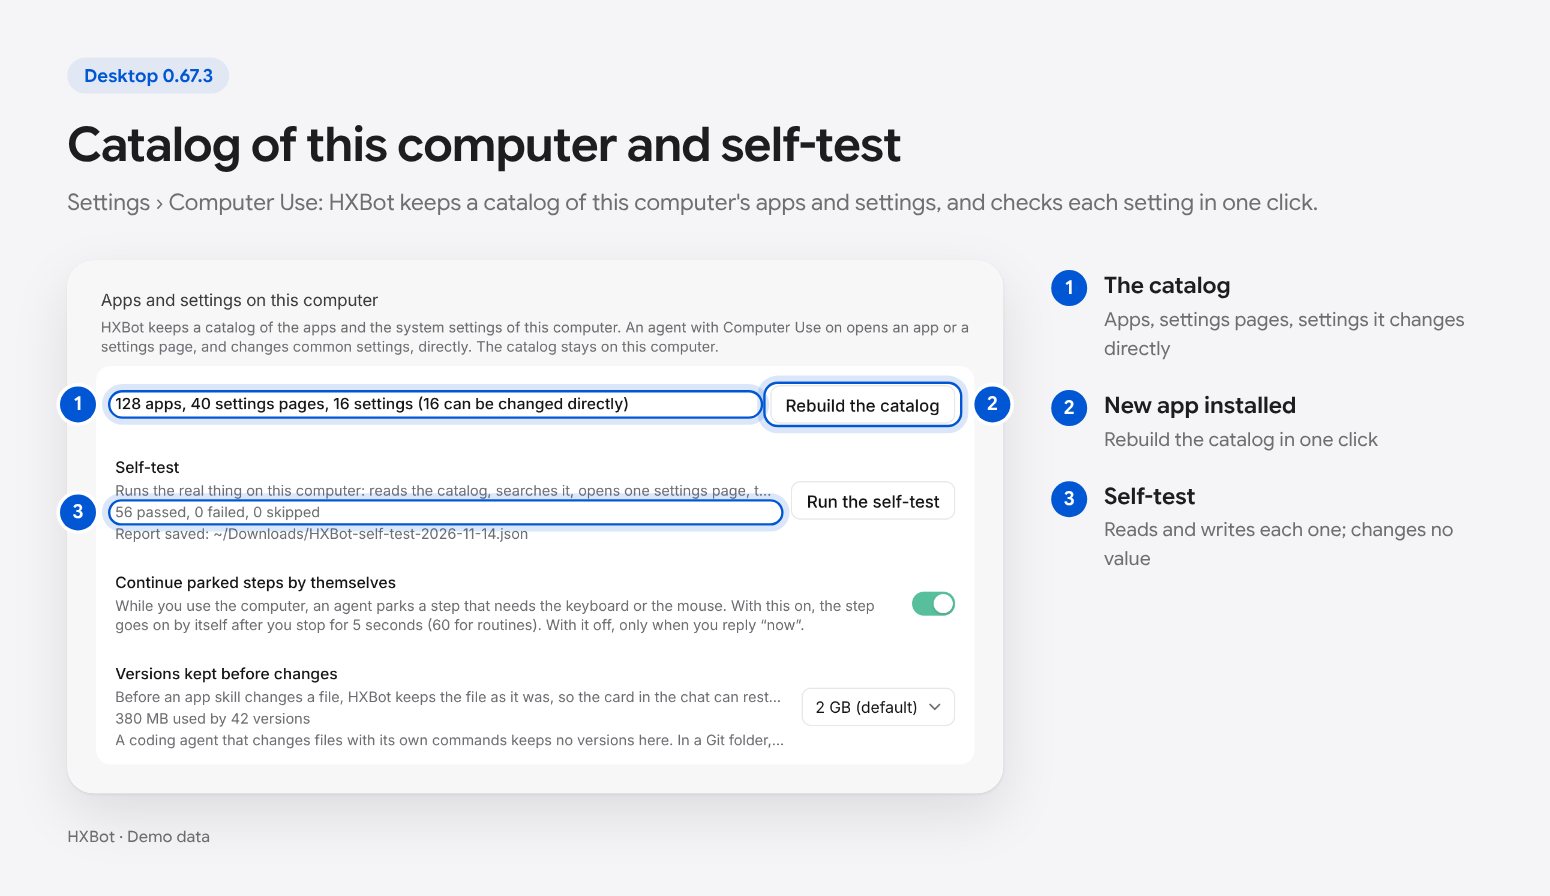 Desktop 0.67.3
Catalog of this computer and self-test
Settings › Computer Use: HXBot keeps a catalog of this computer's apps and settings, and checks each setting in one click.
Apps and settings on this computer
HXBot keeps a catalog of the apps and the system settings of this computer. An agent with Computer Use on opens an app or a
settings page, and changes common settings, directly. The catalog stays on this computer.
1
128 apps, 40 settings pages, 16 settings (16 can be changed directly)
Rebuild the catalog
2
Self-test
Runs the real thing on this computer: reads the catalog, searches it, opens one settings page, t...
3
56 passed, 0 failed, 0 skipped
Run the self-test
Report saved: ~/Downloads/HXBot-self-test-2026-11-14.json
Continue parked steps by themselves
While you use the computer, an agent parks a step that needs the keyboard or the mouse. With this on, the step
goes on by itself after you stop for 5 seconds (60 for routines). With it off, only when you reply “now”.
Versions kept before changes
Before an app skill changes a file, HXBot keeps the file as it was, so the card in the chat can rest...
380 MB used by 42 versions
2 GB (default)
A coding agent that changes files with its own commands keeps no versions here. In a Git folder,...
1
The catalog
Apps, settings pages, settings it changes
directly
2
New app installed
Rebuild the catalog in one click
3
Self-test
Reads and writes each one; changes no
value
HXBot · Demo data